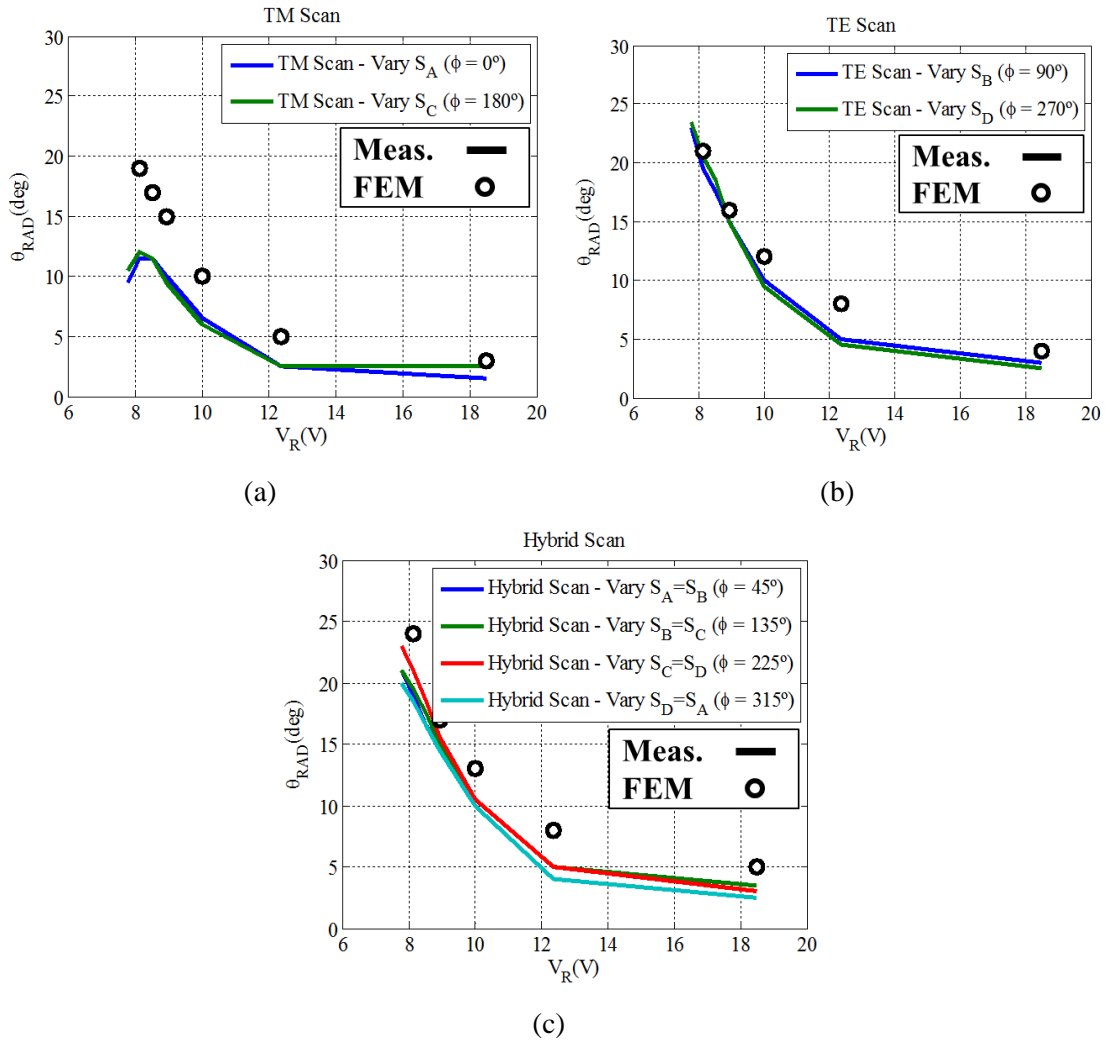 TM Scan
TM Scan - Vary S_A (ϕ = 0º)
TM Scan - Vary S_C (ϕ = 180º)
Meas.
FEM
θ_RAD(deg)
30
25
20
15
10
5
0
6 8 10 12 14 16 18 20
V_R(V)
(a)
TE Scan
TE Scan - Vary S_B (ϕ = 90º)
TE Scan - Vary S_D (ϕ = 270º)
Meas.
FEM
θ_RAD(deg)
30
25
20
15
10
5
0
6 8 10 12 14 16 18 20
V_R(V)
(b)
Hybrid Scan
Hybrid Scan - Vary S_A=S_B (ϕ = 45º)
Hybrid Scan - Vary S_B=S_C (ϕ = 135º)
Hybrid Scan - Vary S_C=S_D (ϕ = 225º)
Hybrid Scan - Vary S_D=S_A (ϕ = 315º)
Meas.
FEM
θ_RAD(deg)
30
25
20
15
10
5
0
6 8 10 12 14 16 18 20
V_R(V)
(c)